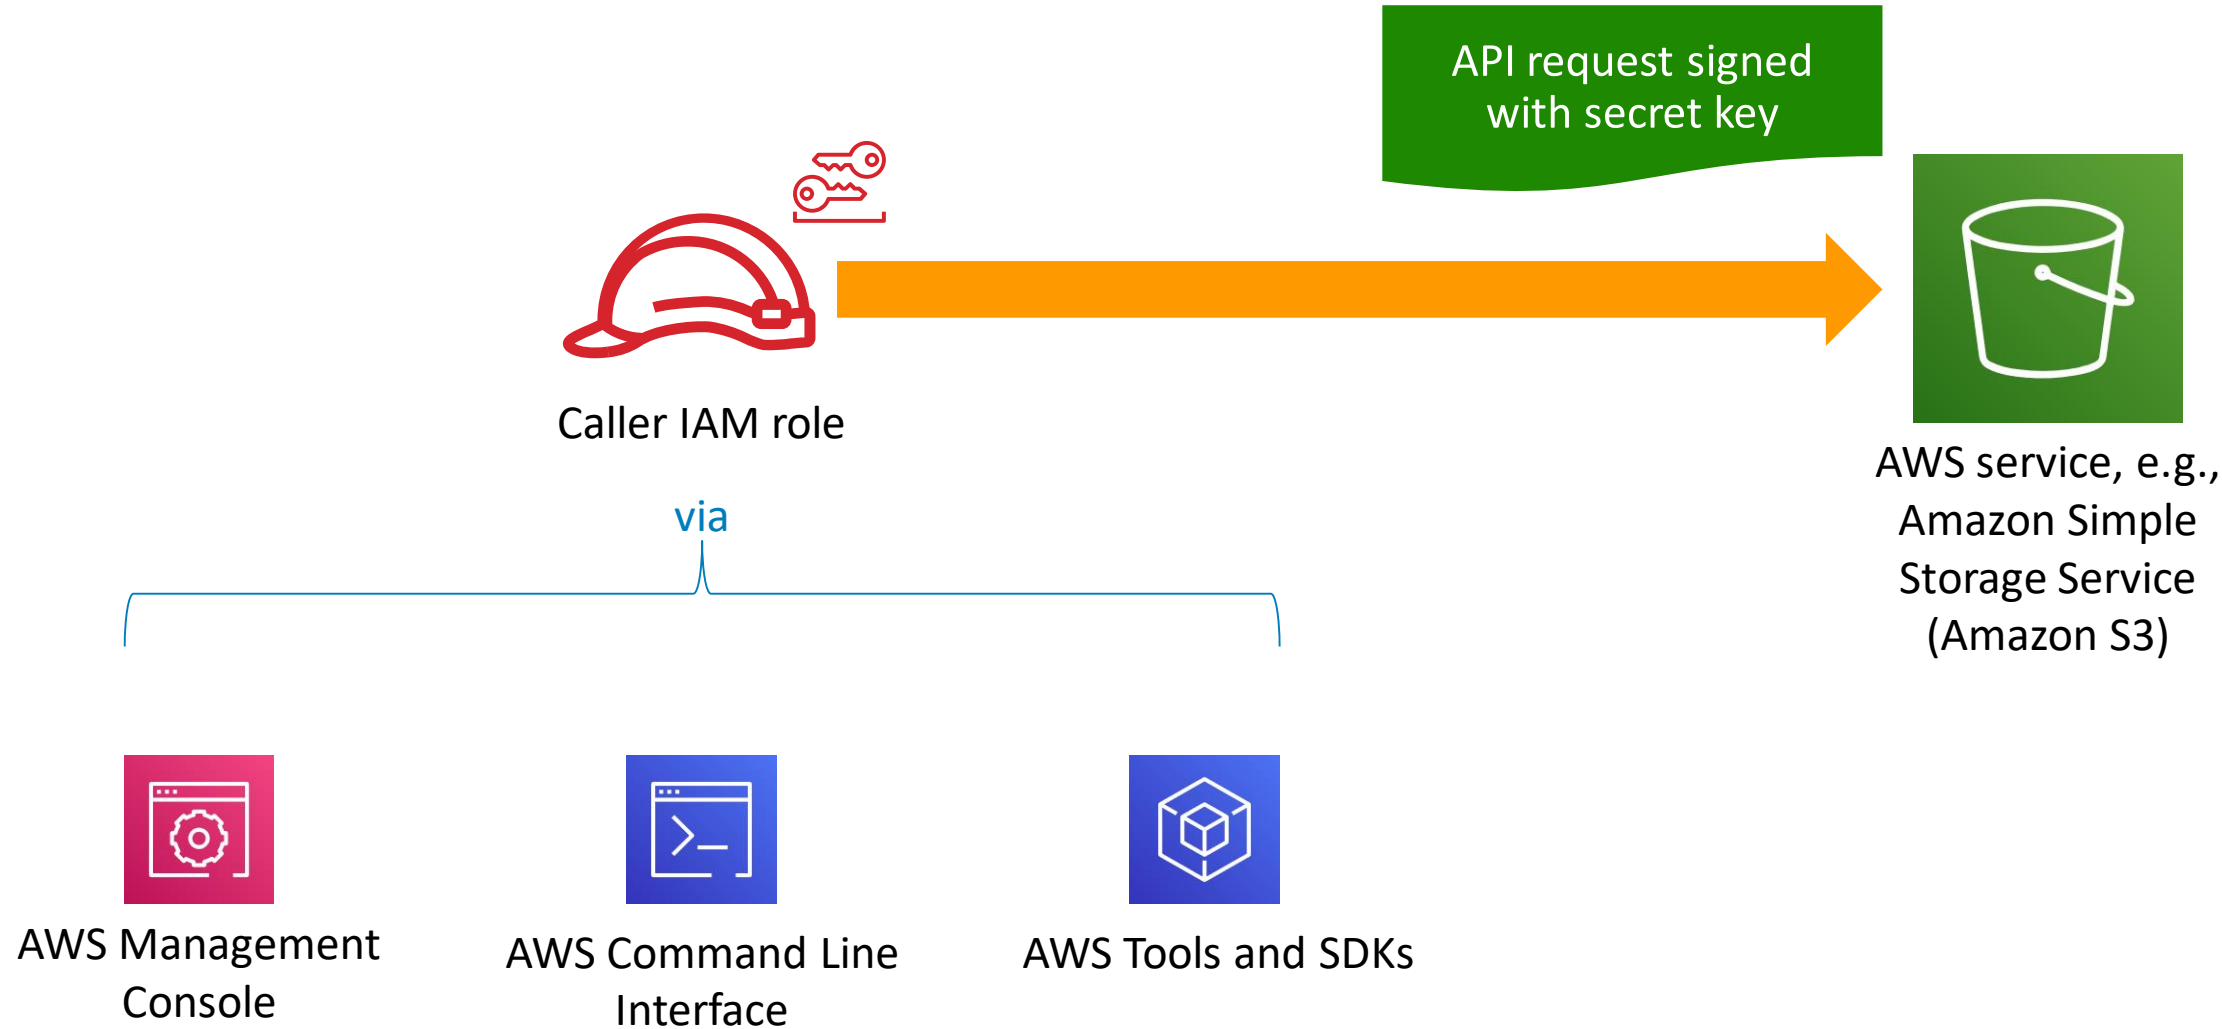 API request signed
with secret key
Caller IAM role
via
AWS service, e.g.,
Amazon Simple
Storage Service
(Amazon S3)
AWS Management
Console
AWS Command Line
Interface
AWS Tools and SDKs